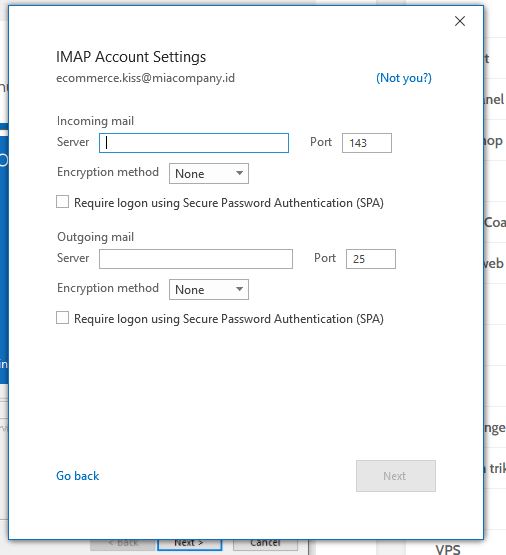 IMAP Account Settings
ecommerce.kiss@miacompany.id (Not you?)
Incoming mail
Server Port 143
Encryption method None
Require logon using Secure Password Authentication (SPA)
Outgoing mail
Server Port 25
Encryption method None
Require logon using Secure Password Authentication (SPA)
Go back Next
< Back Next > Cancel
VPS